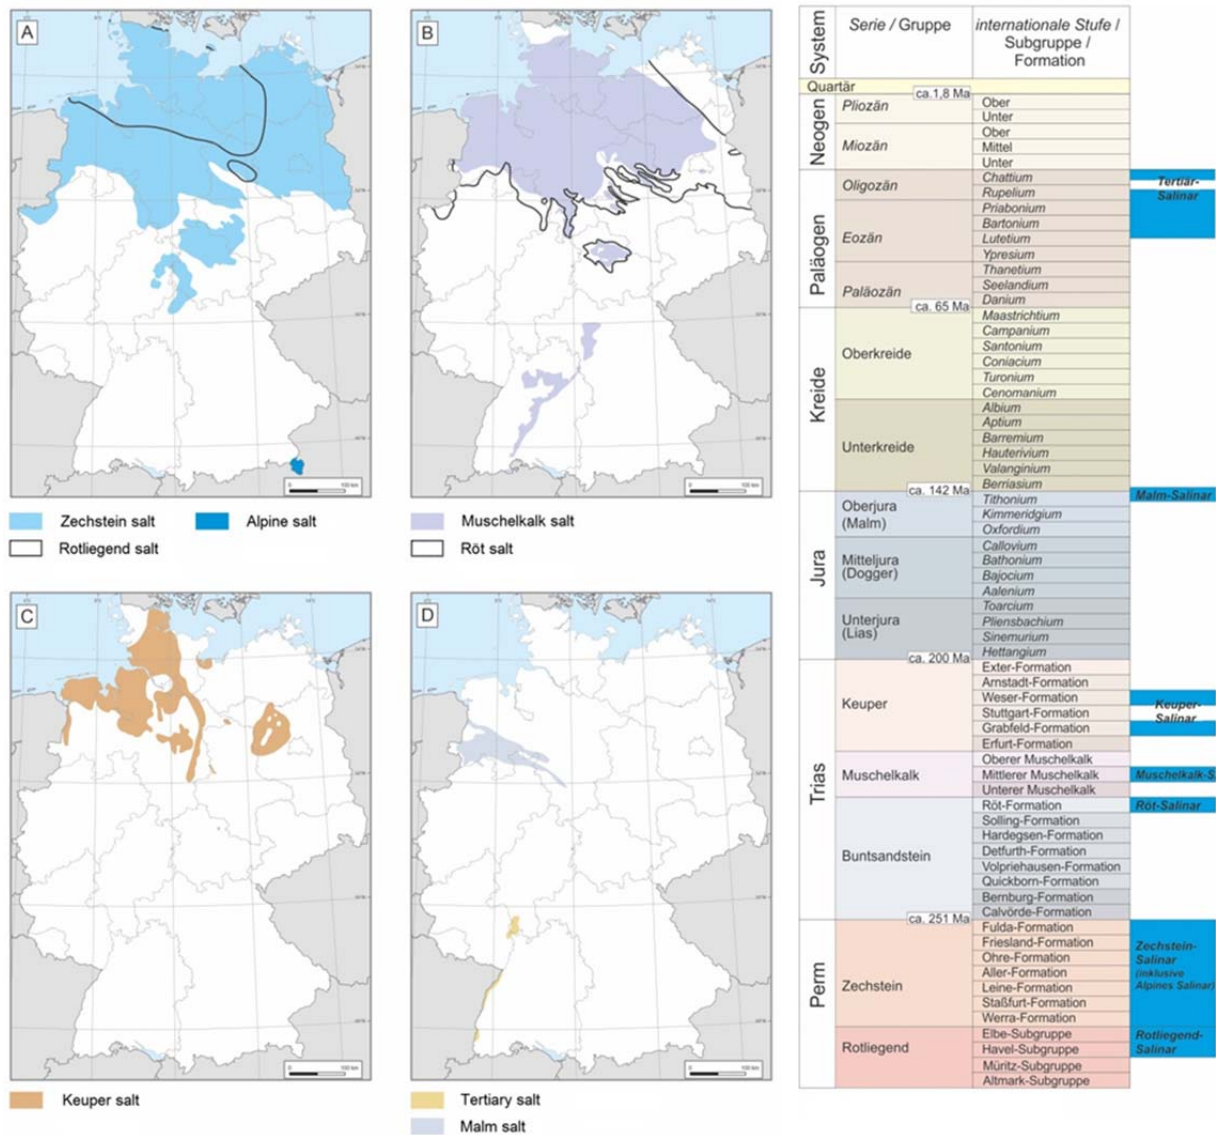 A
Zechstein salt
Alpine salt
Rotliegend salt
B
Muschelkalk salt
Röt salt
C
Keuper salt
D
Tertiary salt
Malm salt
System
Serie / Gruppe
internationale Stufe /
Subgruppe /
Formation
Quartär
ca.1,8 Ma
Neogen
Pliozän
Ober
Unter
Miozän
Ober
Mittel
Unter
Paläogen
Oligozän
Chattium
Rupelium
Tertiär-
Salinar
Eozän
Priabonium
Bartonium
Lutetium
Ypresium
Paläozän
Thanetium
Seelandium
Danium
ca. 65 Ma
Kreide
Oberkreide
Maastrichtium
Campanium
Santonium
Coniacium
Turonium
Cenomanium
Unterkreide
Albium
Aptium
Barremium
Hauterivium
Valanginium
Berriasium
ca. 142 Ma
Jura
Oberjura
(Malm)
Tithonium
Kimmeridgium
Oxfordium
Malm-Salinar
Mitteljura
(Dogger)
Callovium
Bathonium
Bajocium
Aalenium
Unterjura
(Lias)
Toarcium
Pliensbachium
Sinemurium
Hettangium
ca. 200 Ma
Trias
Keuper
Exter-Formation
Arnstadt-Formation
Weser-Formation
Stuttgart-Formation
Grabfeld-Formation
Erfurt-Formation
Keuper-
Salinar
Muschelkalk
Oberer Muschelkalk
Mittlerer Muschelkalk
Unterer Muschelkalk
Muschelkalk-S.
Buntsandstein
Röt-Formation
Solling-Formation
Hardegsen-Formation
Detfurth-Formation
Volpriehausen-Formation
Quickborn-Formation
Bernburg-Formation
Calvörde-Formation
Röt-Salinar
ca. 251 Ma
Perm
Zechstein
Fulda-Formation
Friesland-Formation
Ohre-Formation
Aller-Formation
Leine-Formation
Staßfurt-Formation
Werra-Formation
Zechstein-
Salinar
(inklusive
Alpines Salinar)
Rotliegend
Elbe-Subgruppe
Havel-Subgruppe
Müritz-Subgruppe
Altmark-Subgruppe
Rotliegend-
Salinar